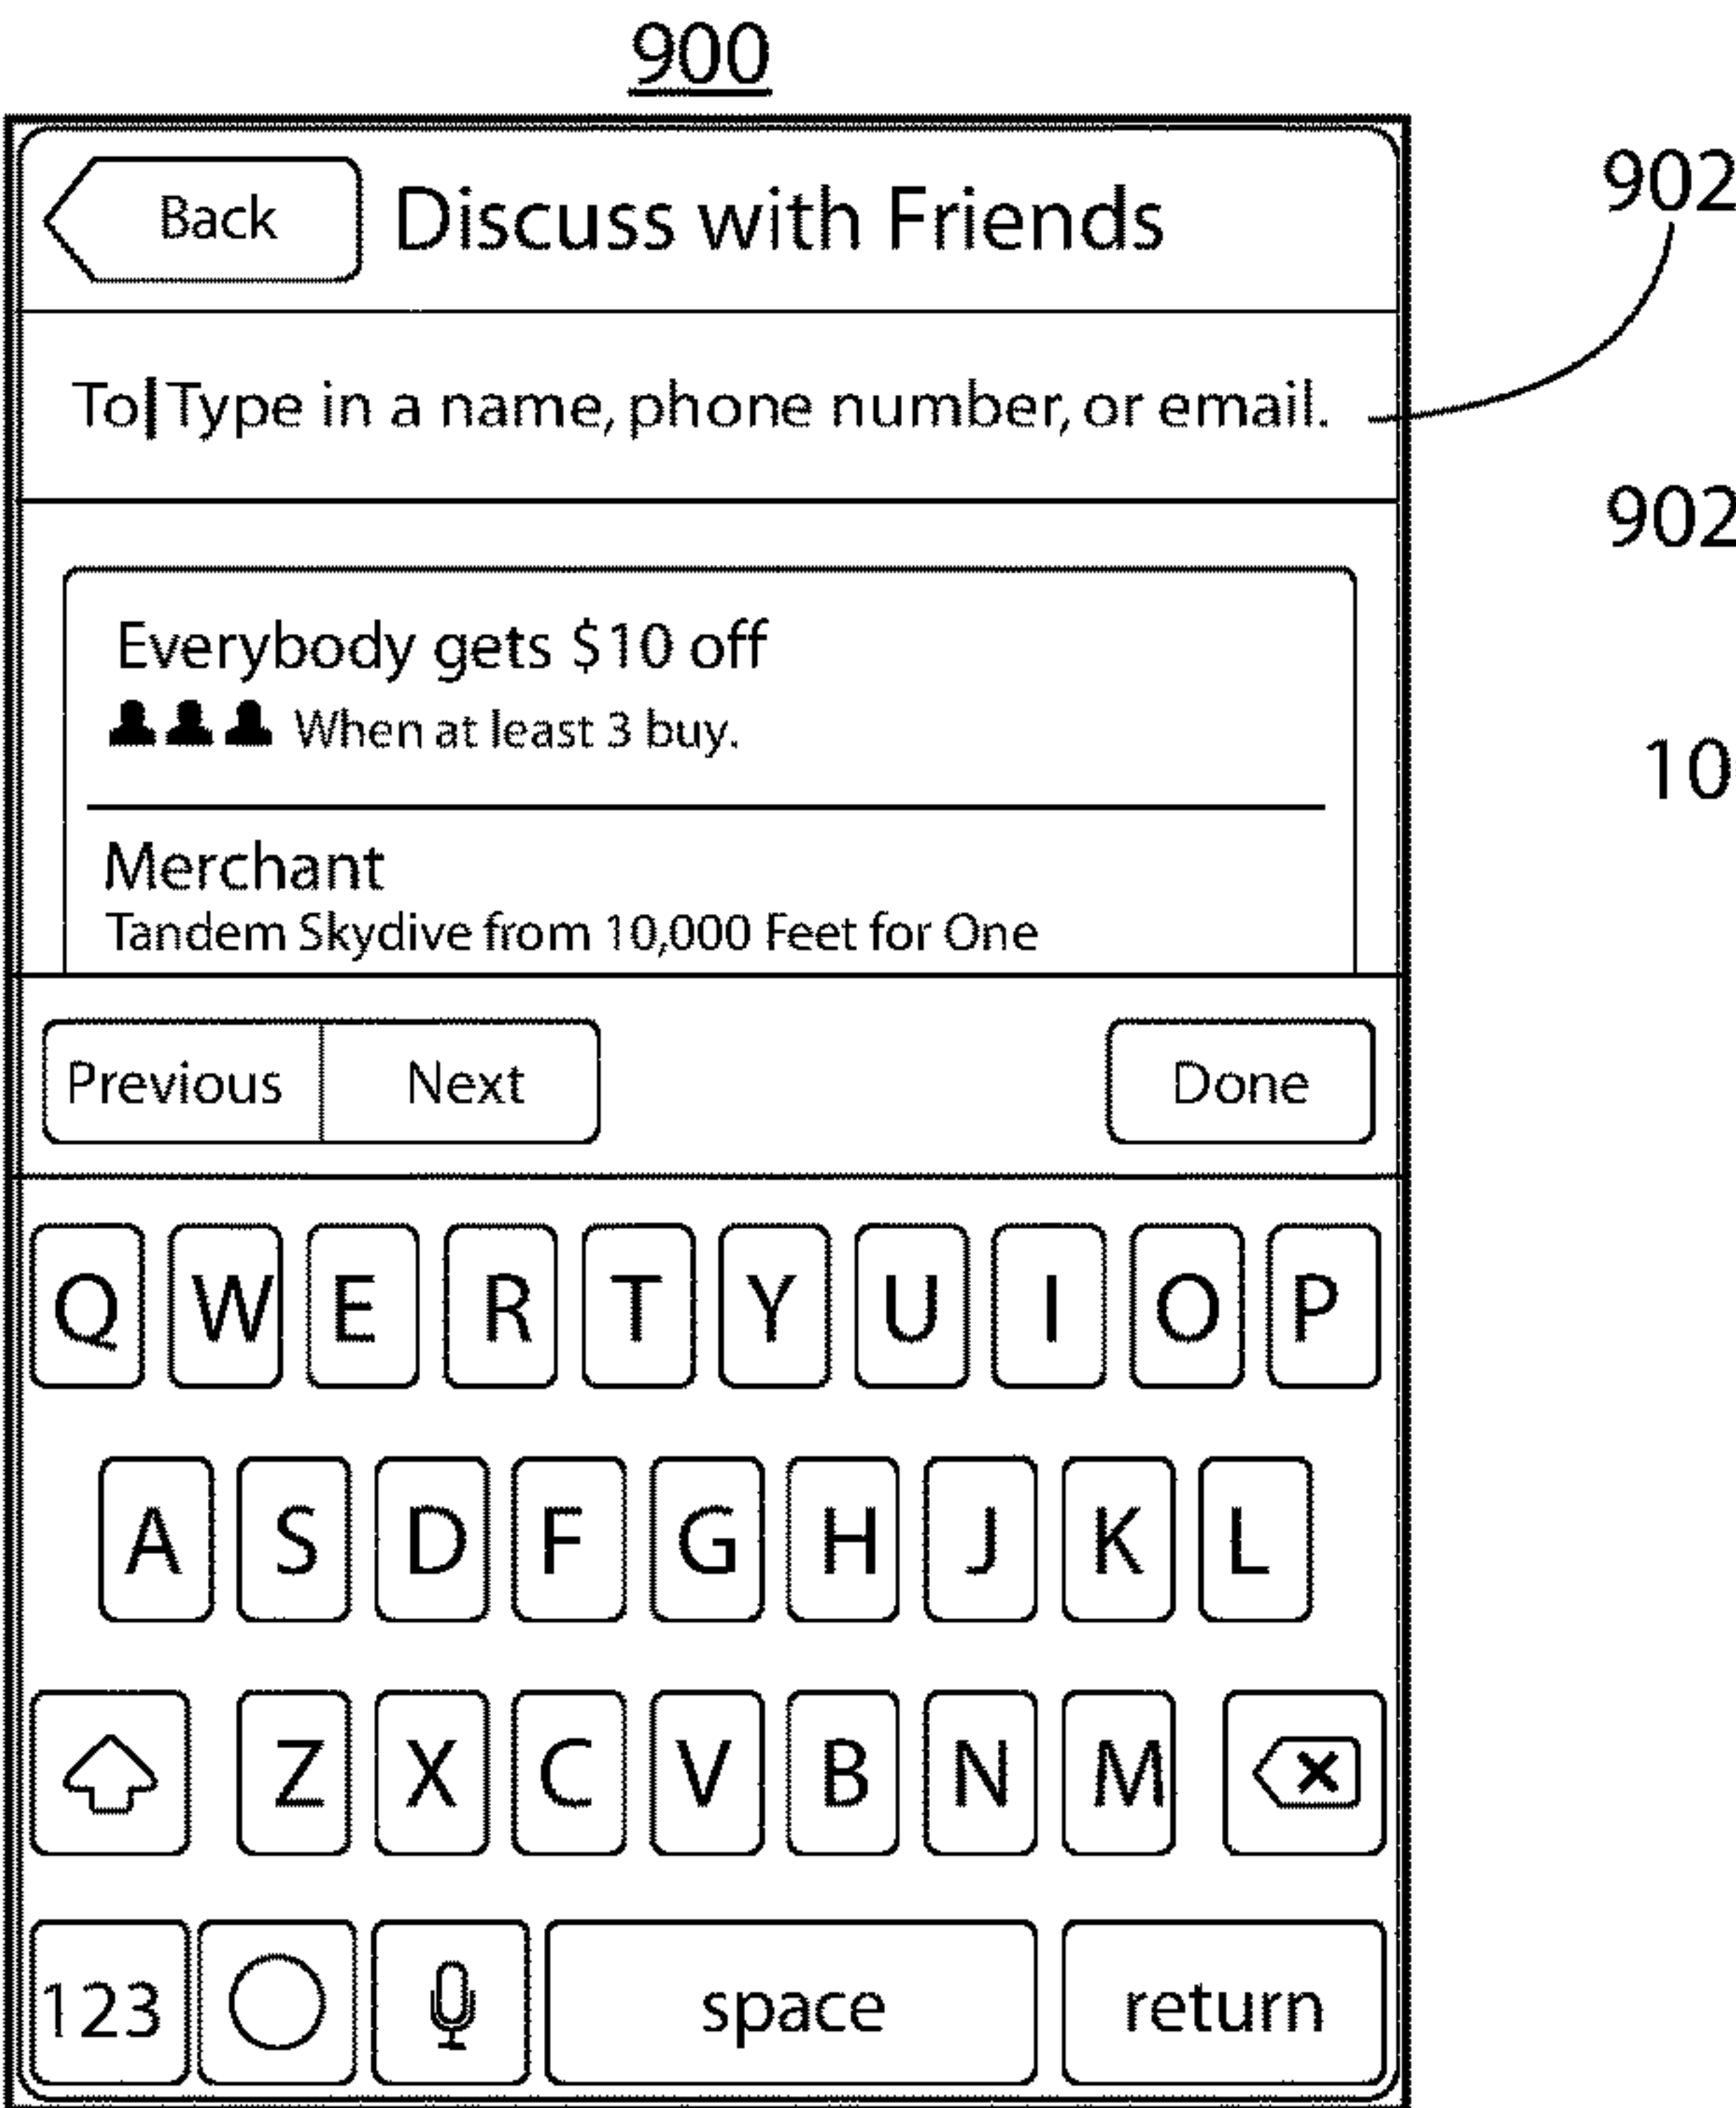 900
902
Back Discuss with Friends
To Type in a name, phone number, or email.
902
Everybody gets $10 off
When at least 3 buy.
10
Merchant
Tandem Skydive from 10,000 Feet for One
Previous Next Done
Q W E R T Y U I O P
A S D F G H J K L
Z X C V B N M
123 space return